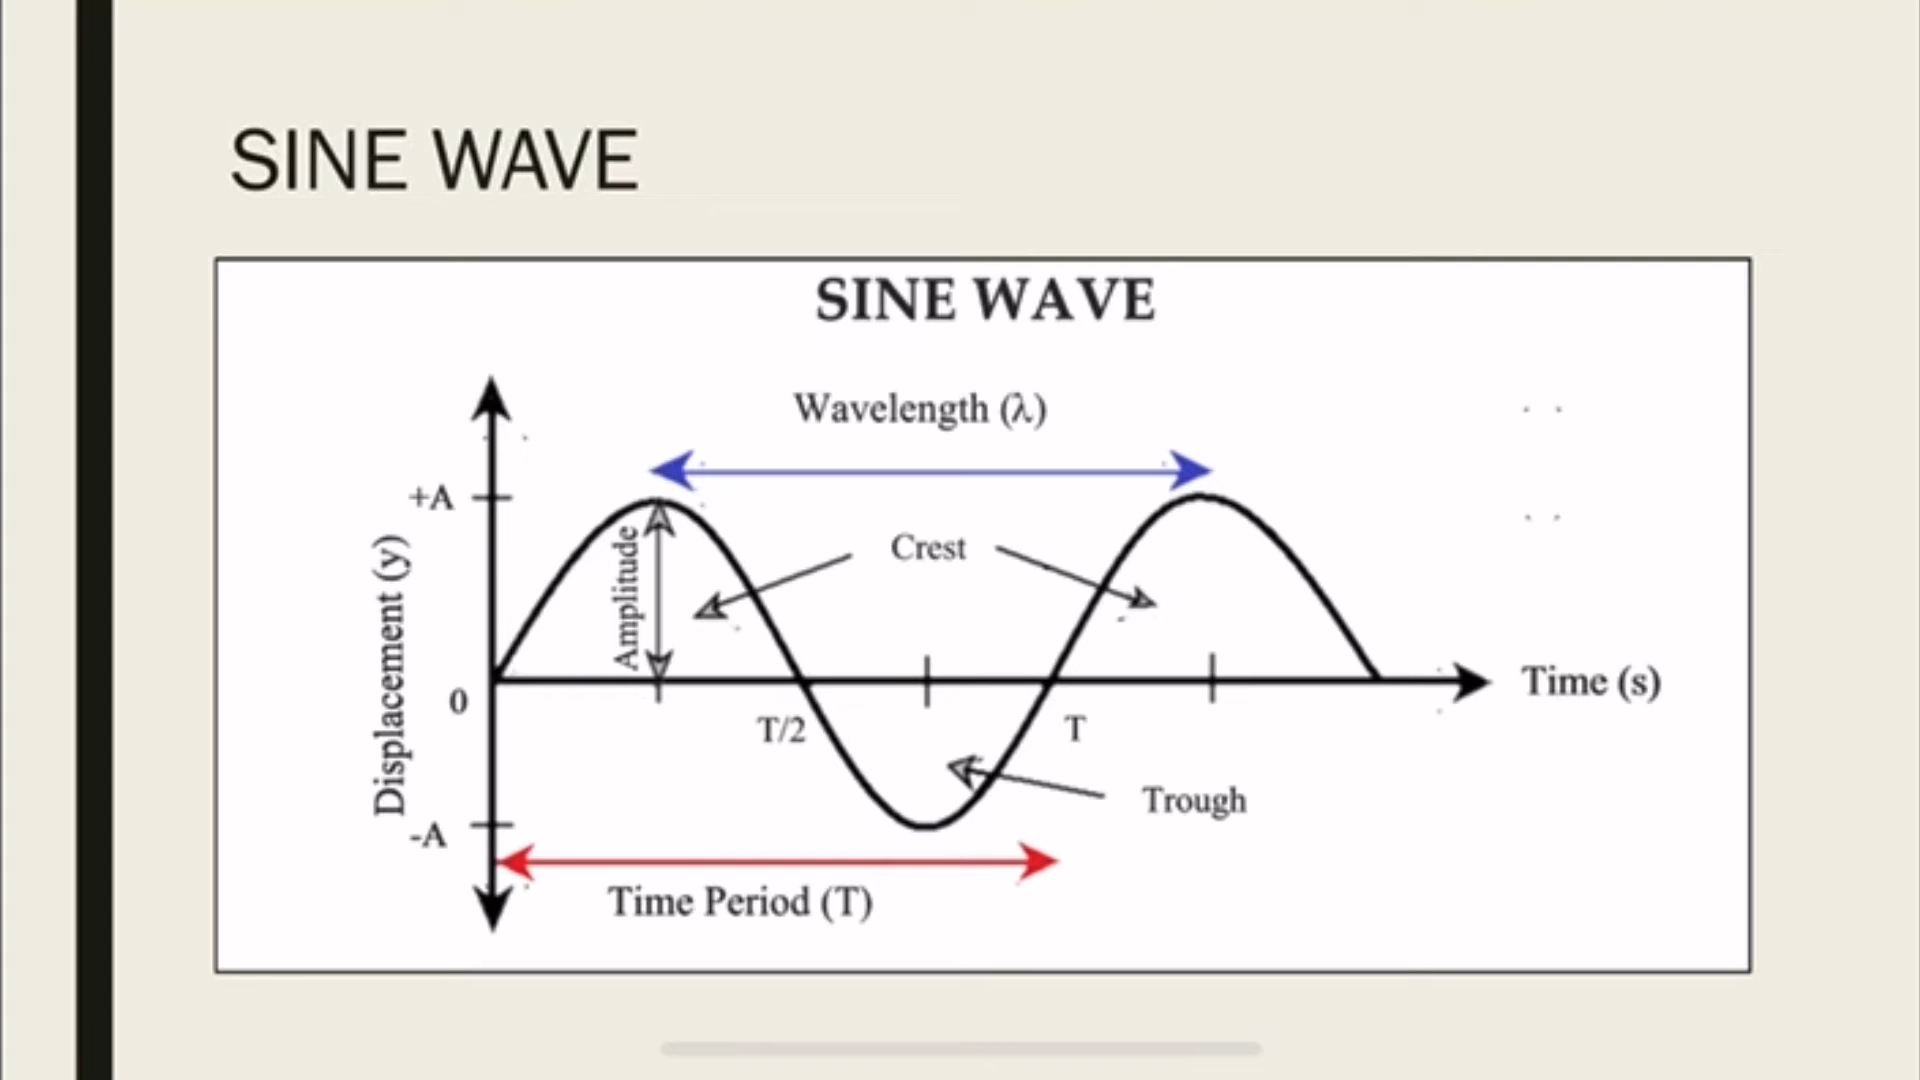 SINE WAVE
SINE WAVE
Wavelength (λ)
+A
Crest
Amplitude
Displacement (y)
0
Time (s)
T/2
T
Trough
-A
Time Period (T)